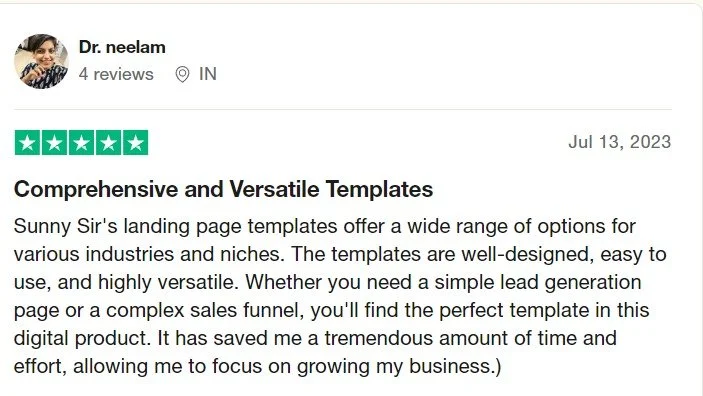 Dr. neelam
4 reviews IN
Jul 13, 2023
Comprehensive and Versatile Templates
Sunny Sir's landing page templates offer a wide range of options for
various industries and niches. The templates are well-designed, easy to
use, and highly versatile. Whether you need a simple lead generation
page or a complex sales funnel, you'll find the perfect template in this
digital product. It has saved me a tremendous amount of time and
effort, allowing me to focus on growing my business.)